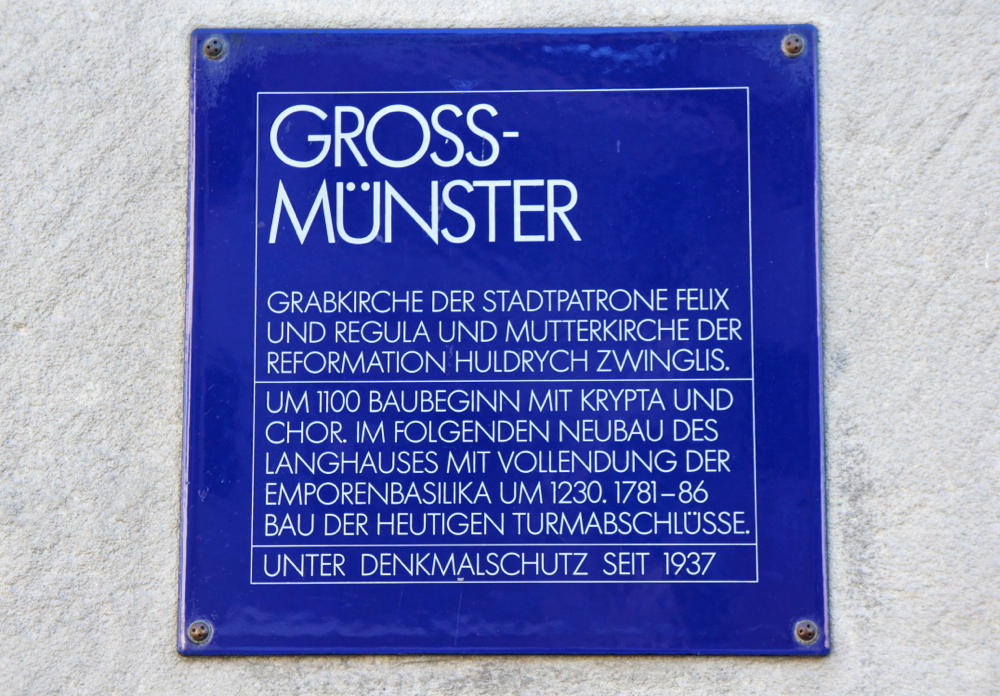 GROSS-
MÜNSTER
GRABKIRCHE DER STADTPATRONE FELIX
UND REGULA UND MUTTERKIRCHE DER
REFORMATION HULDRYCH ZWINGLIS.
UM 1100 BAUBEGINN MIT KRYPTA UND
CHOR. IM FOLGENDEN NEUBAU DES
LANGHAUSES MIT VOLLENDUNG DER
EMPORENBASILIKA UM 1230. 1781–86
BAU DER HEUTIGEN TURMABSCHLÜSSE.
UNTER DENKMALSCHUTZ SEIT 1937